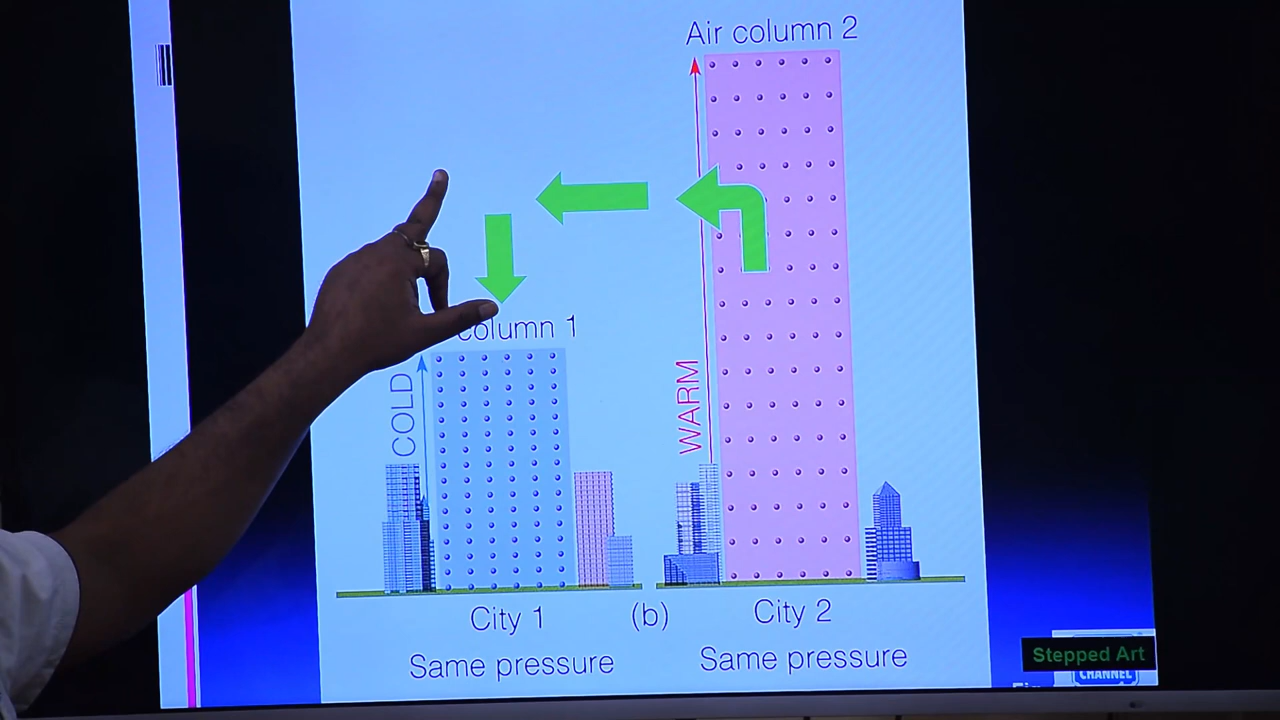 Air column 2
column 1
COLD
WARM
City 1
(b)
City 2
Same pressure
Same pressure
Stepped Art
CHANNEL